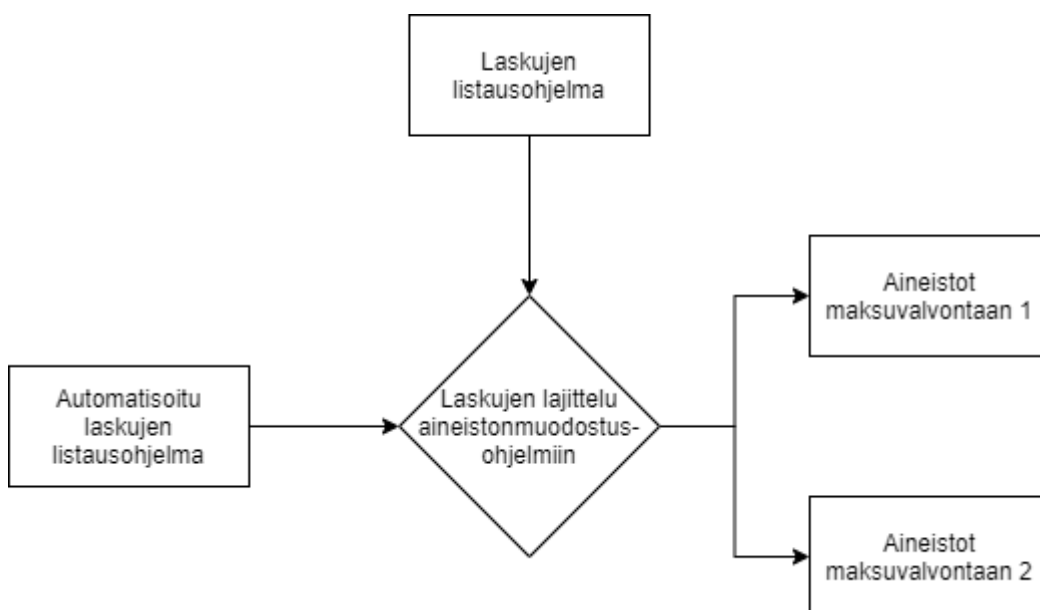 Laskujen
listausohjelma
Automatisoitu
laskujen
listausohjelma
Laskujen lajittelu
aineistonmuodostus-
ohjelmiin
Aineistot
maksuvalvontaan 1
Aineistot
maksuvalvontaan 2